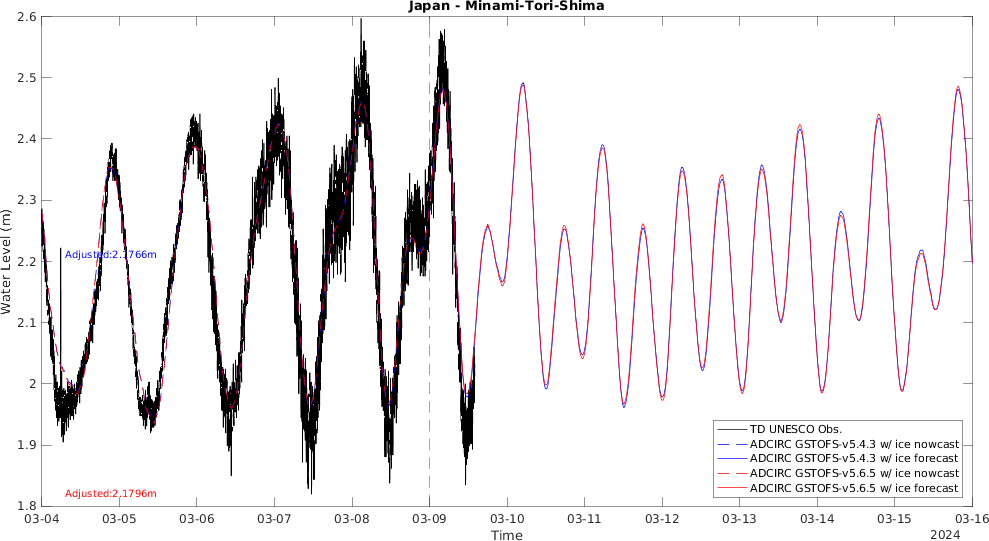 Japan - Minami-Tori-Shima
Water Level (m)
2.6
2.5
2.4
2.3
2.2
2.1
2
1.9
1.8
Adjusted:2.1766m
Adjusted:2.1796m
TD UNESCO Obs.
ADCIRC GSTOFS-v5.4.3 w/ ice nowcast
ADCIRC GSTOFS-v5.4.3 w/ ice forecast
ADCIRC GSTOFS-v5.6.5 w/ ice nowcast
ADCIRC GSTOFS-v5.6.5 w/ ice forecast
03-04 03-05 03-06 03-07 03-08 03-09 03-10 03-11 03-12 03-13 03-14 03-15 03-16
Time
2024